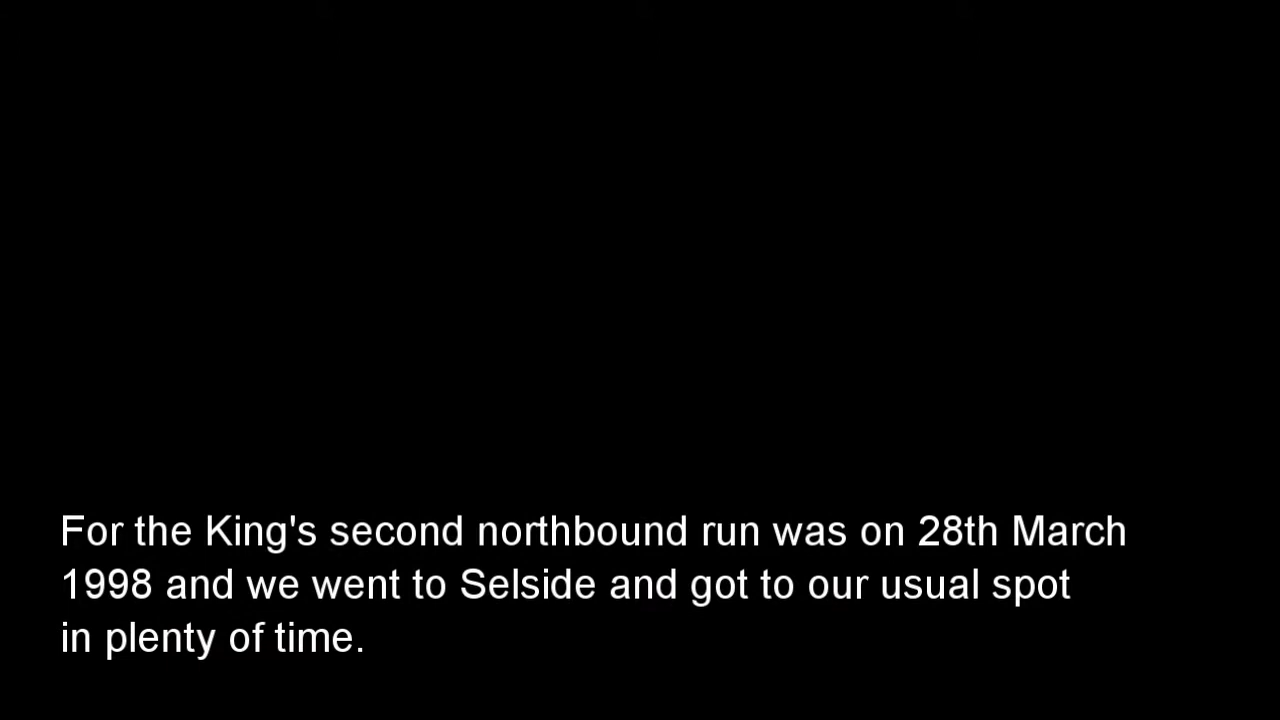 For the King's second northbound run was on 28th March
1998 and we went to Selside and got to our usual spot
in plenty of time.